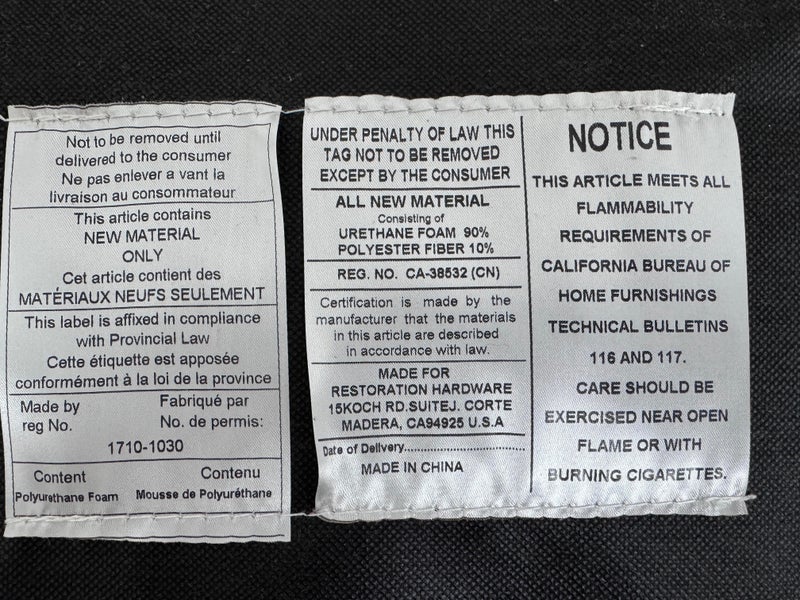 Not to be removed until
delivered to the consumer
Ne pas enlever a vant la
livraison au consommateur
This article contains
NEW MATERIAL
ONLY
Cet article contient des
MATÉRIAUX NEUFS SEULEMENT
This label is affixed in compliance
with Provincial Law
Cette étiquette est apposée
conformément à la loi de la province
Made by Fabriqué par
reg No. No. de permis:
1710-1030
Content Contenu
Polyurethane Foam Mousse de Polyuréthane
UNDER PENALTY OF LAW THIS
TAG NOT TO BE REMOVED
EXCEPT BY THE CONSUMER
ALL NEW MATERIAL
Consisting of
URETHANE FOAM 90%
POLYESTER FIBER 10%
REG. NO. CA-38532 (CN)
Certification is made by the
manufacturer that the materials
in this article are described
in accordance with law.
MADE FOR
RESTORATION HARDWARE
15KOCH RD.SUITEJ. CORTE
MADERA, CA94925 U.S.A
Date of Delivery..............................
MADE IN CHINA
NOTICE
THIS ARTICLE MEETS ALL
FLAMMABILITY
REQUIREMENTS OF
CALIFORNIA BUREAU OF
HOME FURNISHINGS
TECHNICAL BULLETINS
116 AND 117.
CARE SHOULD BE
EXERCISED NEAR OPEN
FLAME OR WITH
BURNING CIGARETTES.